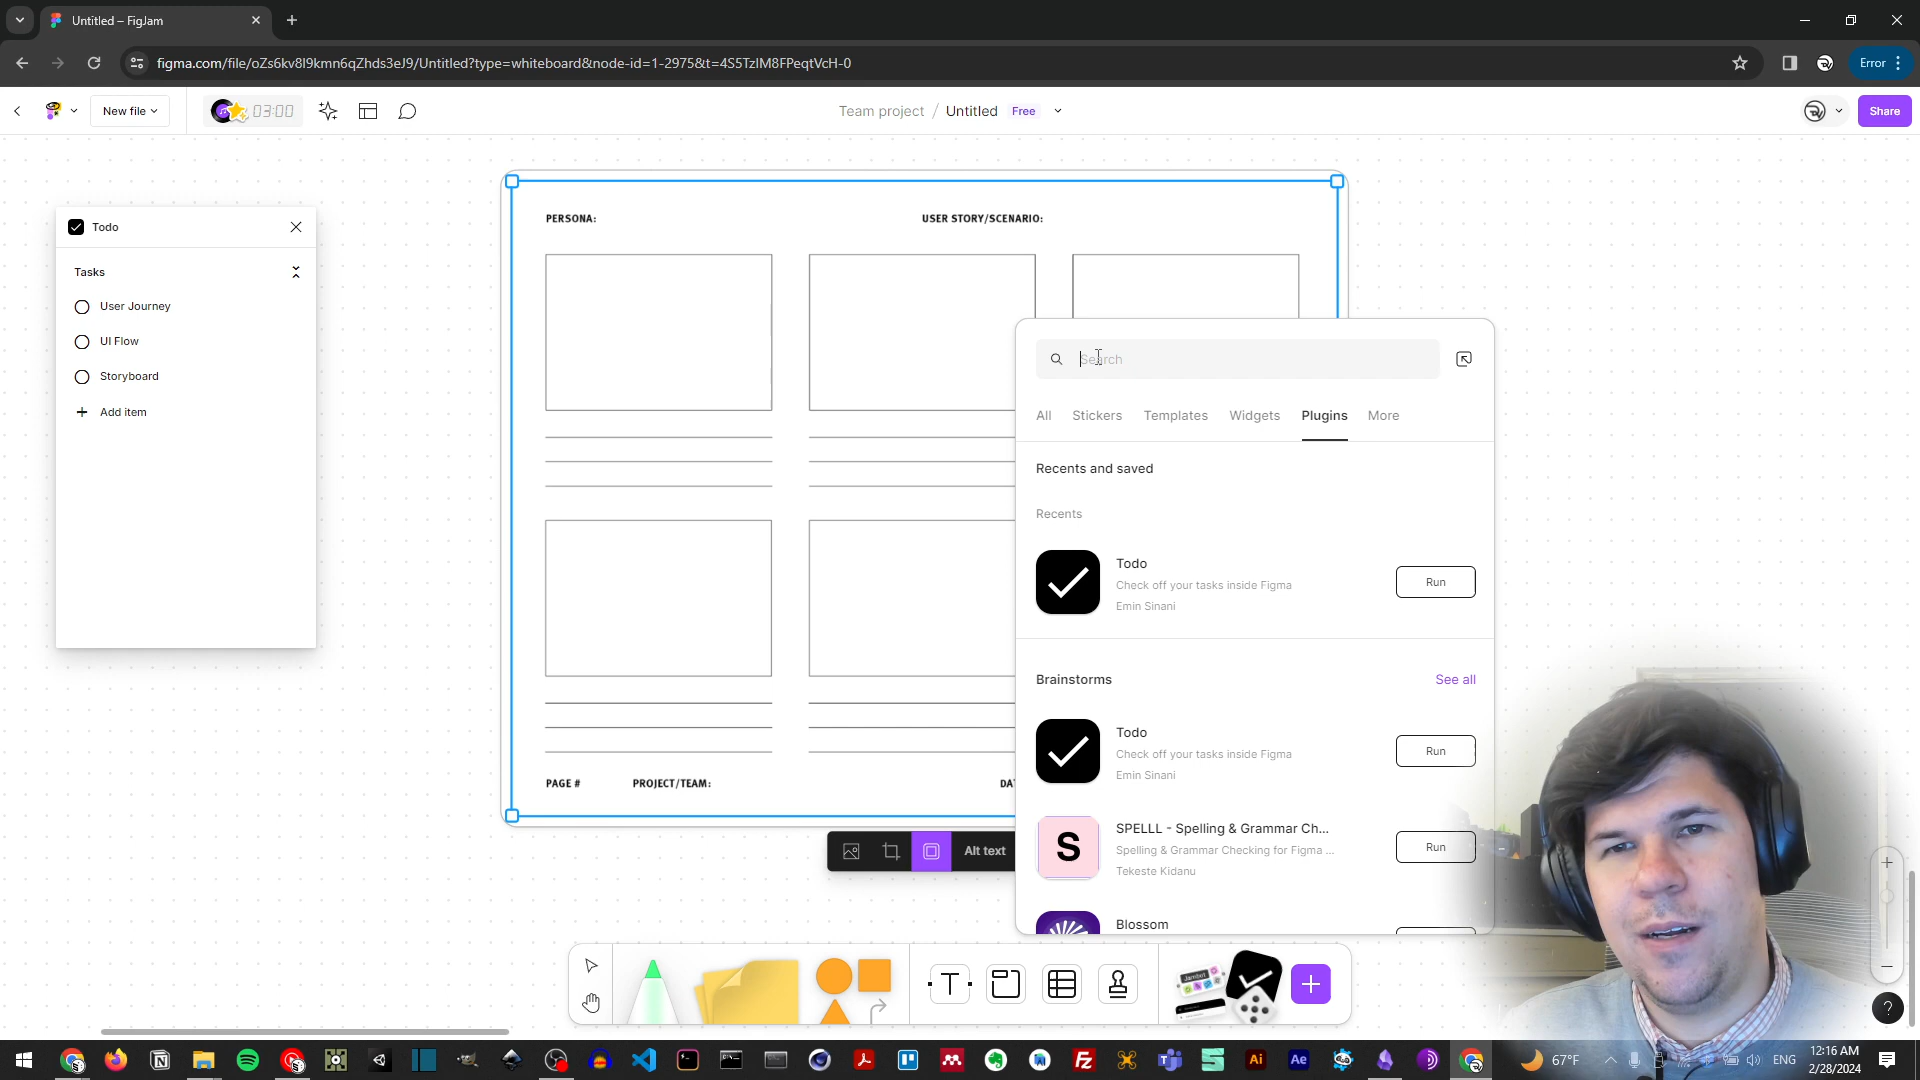 Untitled – FigJam
figma.com/file/oZs6kv8l9kmn6qZhds3eJ9/Untitled?type=whiteboard&node-id=1-2975&t=4S5TzIM8FPeqtVcH-0
Error
New file
03:00
Team project / Untitled Free
Share
Todo
Tasks
User Journey
UI Flow
Storyboard
+ Add item
PERSONA:
USER STORY/SCENARIO:
PAGE #
PROJECT/TEAM:
DA
Alt text
Search
All Stickers Templates Widgets Plugins More
Recents and saved
Recents
Todo
Check off your tasks inside Figma
Emin Sinani
Run
Brainstorms
See all
Todo
Check off your tasks inside Figma
Emin Sinani
Run
S
SPELLL - Spelling & Grammar Ch...
Spelling & Grammar Checking for Figma ...
Tekeste Kidanu
Run
Blossom
T
?
67°F
ENG
12:16 AM
2/28/2024